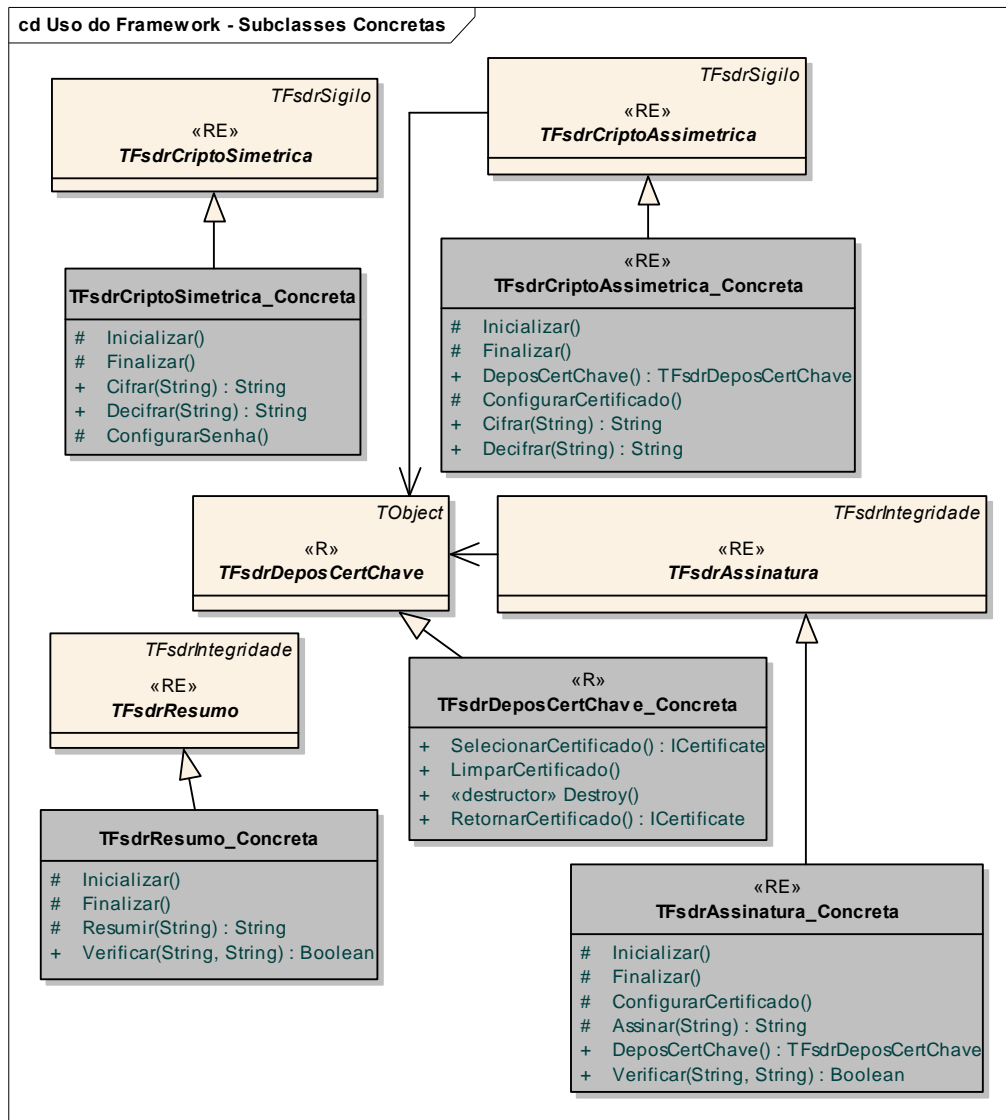 cd Uso do Framework - Subclasses Concretas
TFsdrSigilo
«RE»
TFsdrCriptoSimetrica
TFsdrSigilo
«RE»
TFsdrCriptoAssimetrica
TFsdrCriptoSimetrica_Concreta
# Inicializar()
# Finalizar()
+ Cifrar(String) : String
+ Decifrar(String) : String
# ConfigurarSenha()
«RE»
TFsdrCriptoAssimetrica_Concreta
# Inicializar()
# Finalizar()
+ DeposCertChave() : TFsdrDeposCertChave
# ConfigurarCertificado()
+ Cifrar(String) : String
+ Decifrar(String) : String
TObject
«R»
TFsdrDeposCertChave
TFsdrIntegridade
«RE»
TFsdrAssinatura
TFsdrIntegridade
«RE»
TFsdrResumo
«R»
TFsdrDeposCertChave_Concreta
+ SelecionarCertificado() : ICertificate
+ LimparCertificado()
+ «destructor» Destroy()
+ RetornarCertificado() : ICertificate
TFsdrResumo_Concreta
# Inicializar()
# Finalizar()
# Resumir(String) : String
+ Verificar(String, String) : Boolean
«RE»
TFsdrAssinatura_Concreta
# Inicializar()
# Finalizar()
# ConfigurarCertificado()
# Assinar(String) : String
+ DeposCertChave() : TFsdrDeposCertChave
+ Verificar(String, String) : Boolean